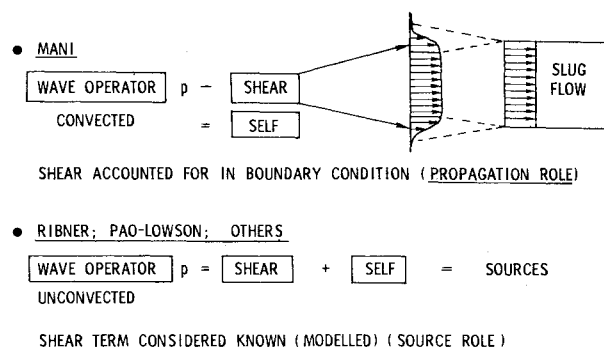 • MANI
WAVE OPERATOR p − SHEAR
CONVECTED = SELF
SLUG
FLOW
SHEAR ACCOUNTED FOR IN BOUNDARY CONDITION (PROPAGATION ROLE)
• RIBNER; PAO-LOWSON; OTHERS
WAVE OPERATOR p = SHEAR + SELF = SOURCES
UNCONVECTED
SHEAR TERM CONSIDERED KNOWN (MODELLED) (SOURCE ROLE)